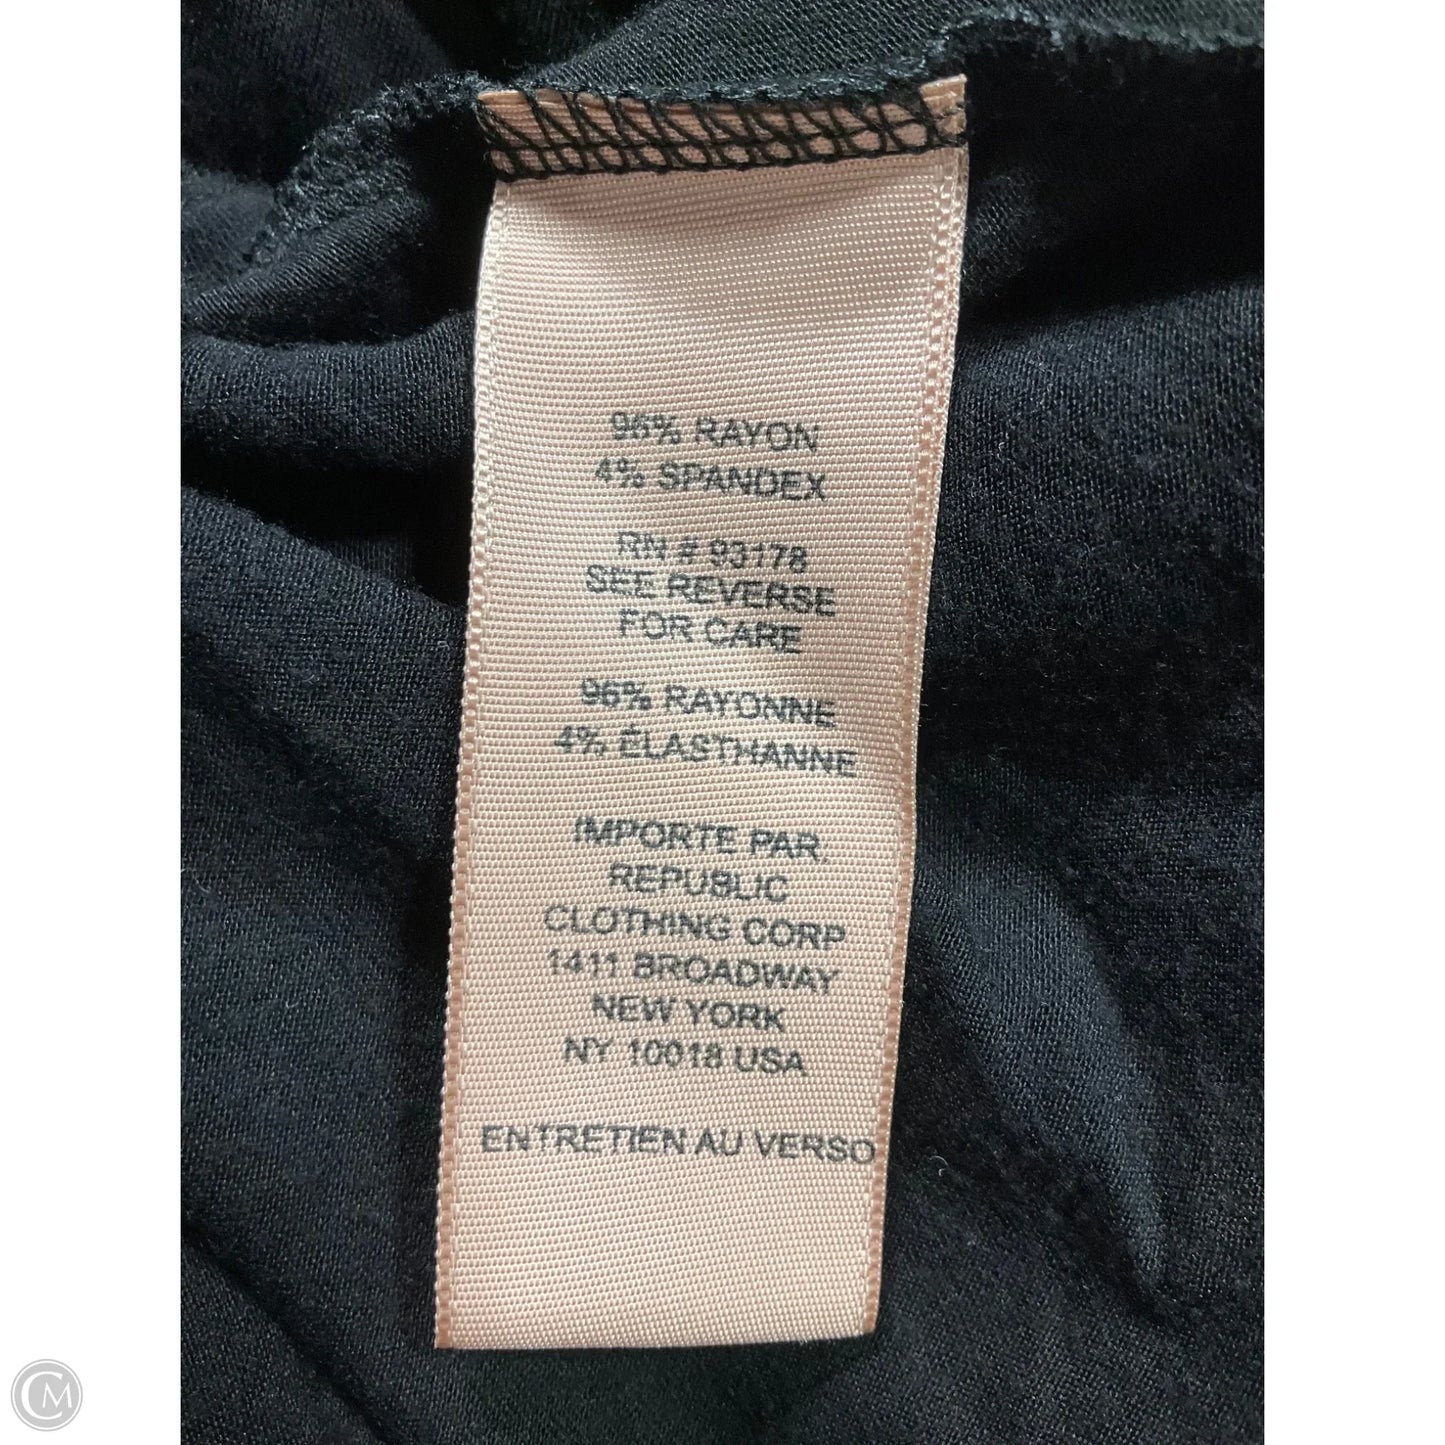 96% RAYON
4% SPANDEX
RN # 93178
SEE REVERSE
FOR CARE
96% RAYONNE
4% ÉLASTHANNE
IMPORTE PAR.
REPUBLIC
CLOTHING CORP
1411 BROADWAY
NEW YORK
NY 10018 USA
ENTRETIEN AU VERSO
CM